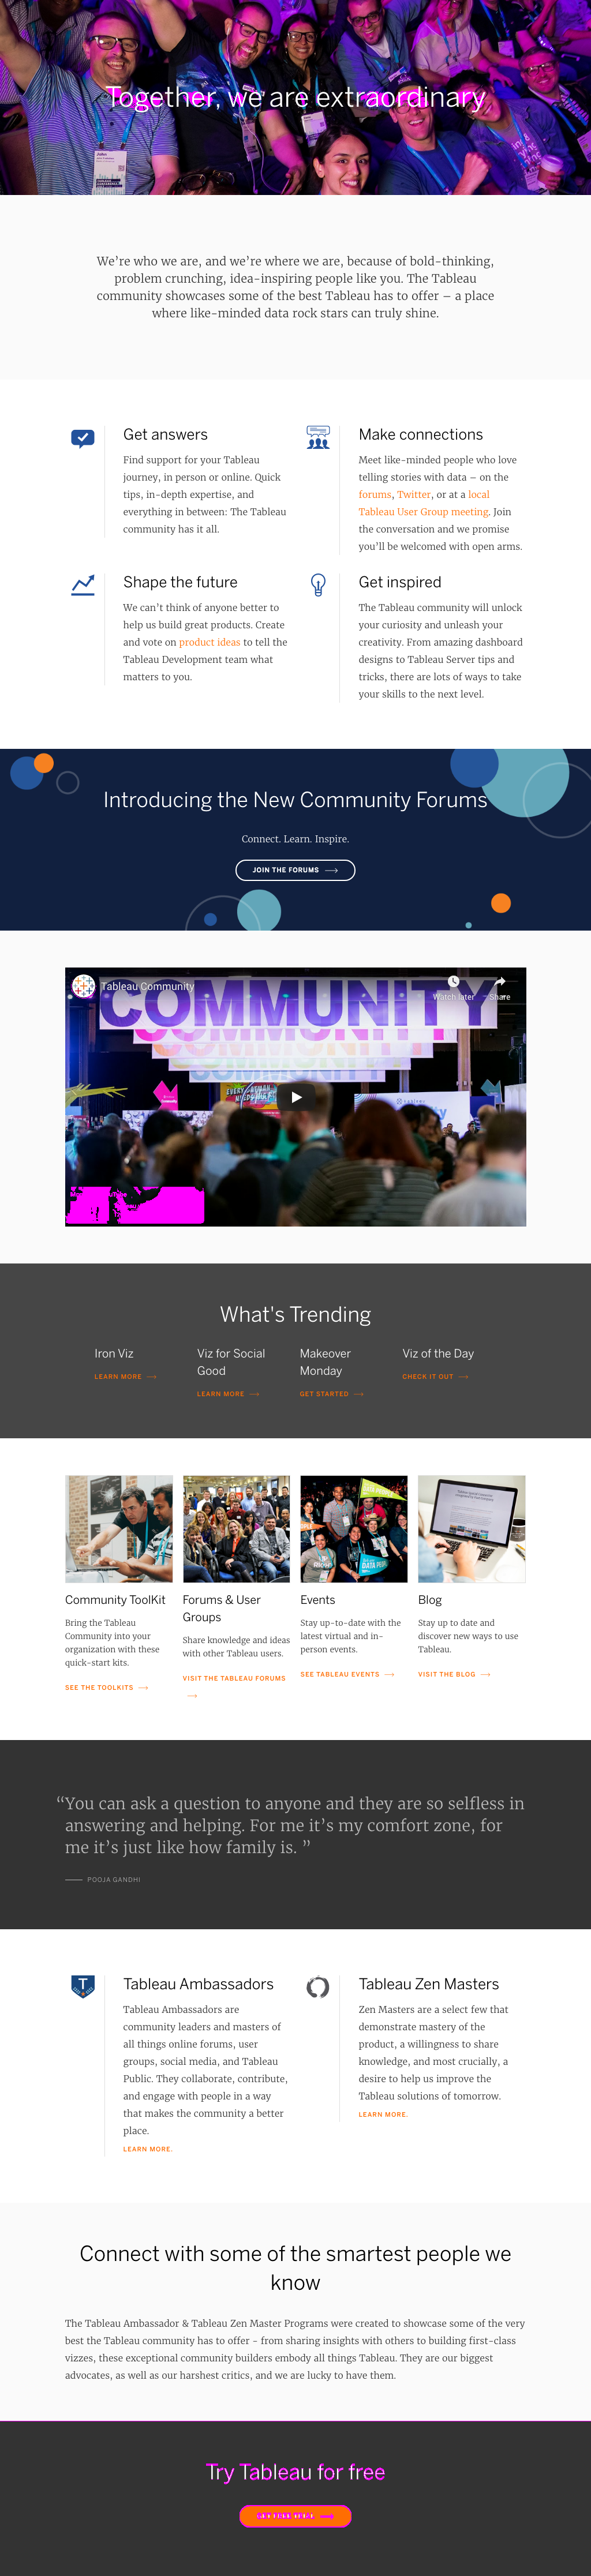 Together, we are extraordinary
We’re who we are, and we’re where we are, because of bold-thinking,
problem crunching, idea-inspiring people like you. The Tableau
community showcases some of the best Tableau has to offer – a place
where like-minded data rock stars can truly shine.
Get answers
Find support for your Tableau
journey, in person or online. Quick
tips, in-depth expertise, and
everything in between: The Tableau
community has it all.
Make connections
Meet like-minded people who love
telling stories with data – on the
forums, Twitter, or at a local
Tableau User Group meeting. Join
the conversation and we promise
you’ll be welcomed with open arms.
Shape the future
We can’t think of anyone better to
help us build great products. Create
and vote on product ideas to tell the
Tableau Development team what
matters to you.
Get inspired
The Tableau community will unlock
your curiosity and unleash your
creativity. From amazing dashboard
designs to Tableau Server tips and
tricks, there are lots of ways to take
your skills to the next level.
Introducing the New Community Forums
Connect. Learn. Inspire.
JOIN THE FORUMS
Tableau Community
Watch later
Share
COMMUNITY
What's Trending
Iron Viz
LEARN MORE
Viz for Social
Good
LEARN MORE
Makeover
Monday
GET STARTED
Viz of the Day
CHECK IT OUT
Community ToolKit
Bring the Tableau
Community into your
organization with these
quick-start kits.
SEE THE TOOLKITS
Forums & User
Groups
Share knowledge and ideas
with other Tableau users.
VISIT THE TABLEAU FORUMS
Events
Stay up-to-date with the
latest virtual and in-
person events.
SEE TABLEAU EVENTS
Blog
Stay up to date and
discover new ways to use
Tableau.
VISIT THE BLOG
“You can ask a question to anyone and they are so selfless in
answering and helping. For me it’s my comfort zone, for
me it’s just like how family is. ”
POOJA GANDHI
Tableau Ambassadors
Tableau Ambassadors are
community leaders and masters of
all things online forums, user
groups, social media, and Tableau
Public. They collaborate, contribute,
and engage with people in a way
that makes the community a better
place.
LEARN MORE.
Tableau Zen Masters
Zen Masters are a select few that
demonstrate mastery of the
product, a willingness to share
knowledge, and most crucially, a
desire to help us improve the
Tableau solutions of tomorrow.
LEARN MORE.
Connect with some of the smartest people we
know
The Tableau Ambassador & Tableau Zen Master Programs were created to showcase some of the very
best the Tableau community has to offer - from sharing insights with others to building first-class
vizzes, these exceptional community builders embody all things Tableau. They are our biggest
advocates, as well as our harshest critics, and we are lucky to have them.
Try Tableau for free